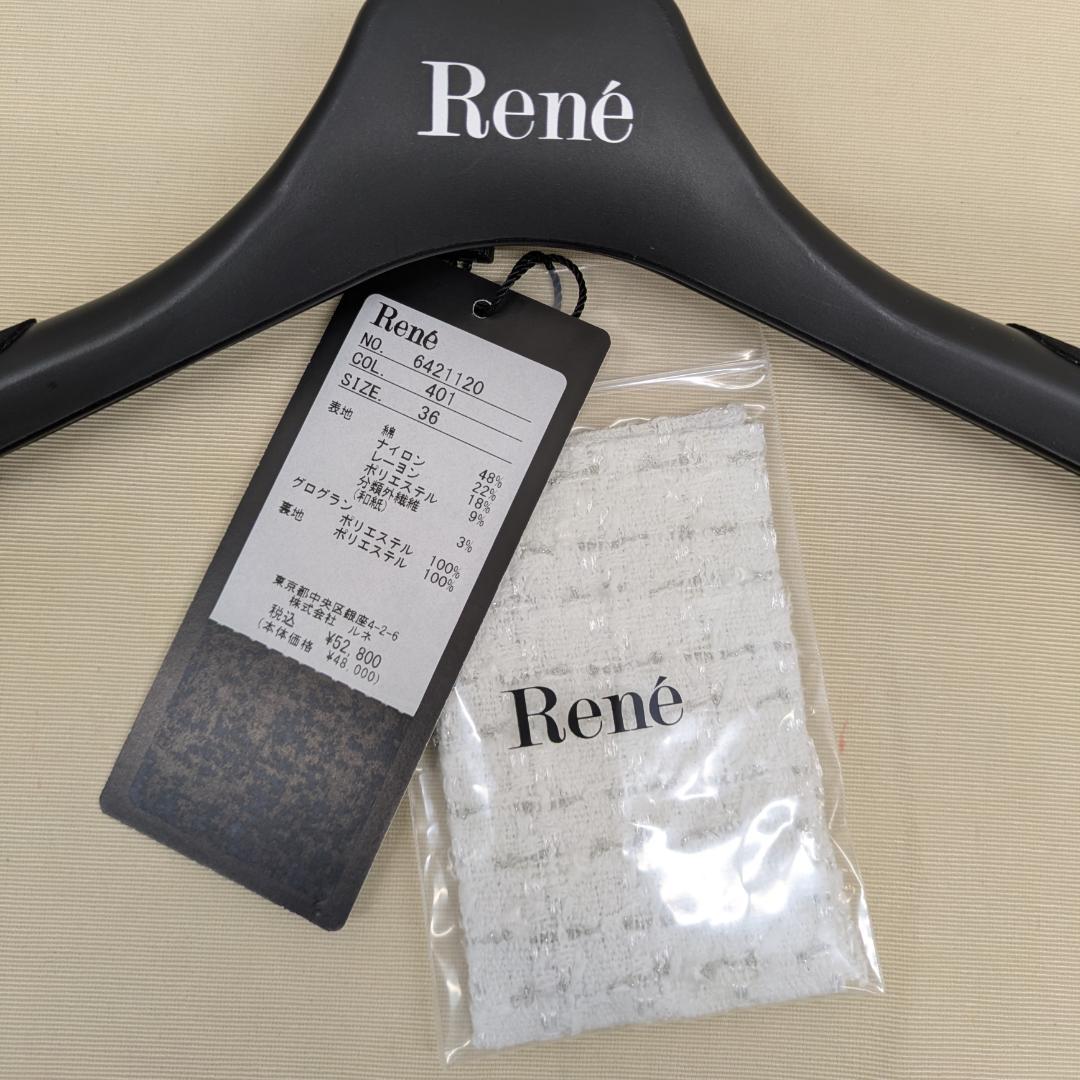 René
René
NO. 6421120
COL. 401
SIZE. 36
表地
綿 48%
ナイロン 22%
レーヨン 18%
ポリエステル 9%
分類外繊維
(和紙) 3%
グログラン
ポリエステル 100%
裏地
ポリエステル 100%
東京都中央区銀座4-2-6
株式会社 ルネ
税込 ¥52,800
(本体価格 ¥48,000)
René